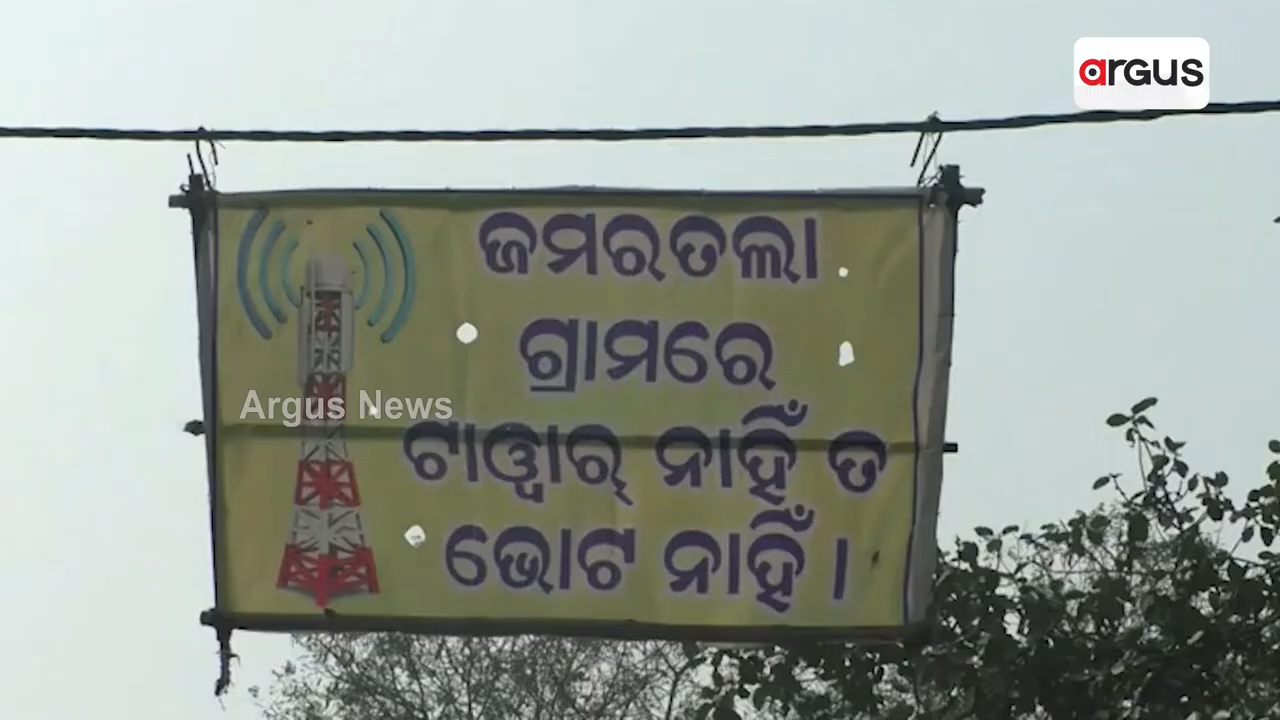 argus
ଜମରତଲା
ଗ୍ରାମରେ
Argus News
ଟାୱାର୍ ନାହିଁ ତ
ଭୋଟ ନାହିଁ ।